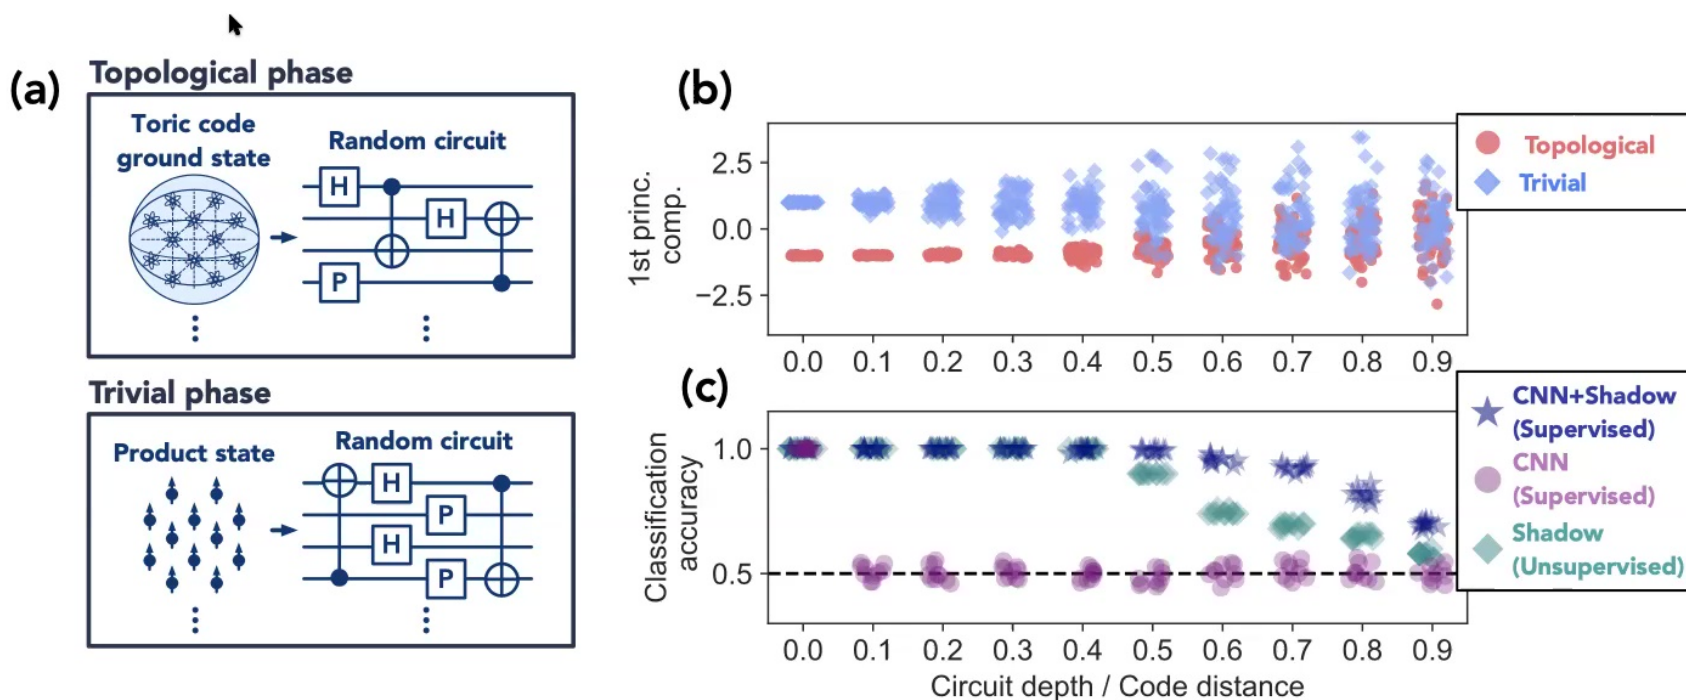 (a)
Topological phase
Toric code
ground state
Random circuit
H
H
P
Trivial phase
Product state
Random circuit
H
P
H
P
(b)
1st princ.
comp.
2.5
0.0
−2.5
0.0 0.1 0.2 0.3 0.4 0.5 0.6 0.7 0.8 0.9
Topological
Trivial
(c)
Classification
accuracy
1.0
0.5
0.0 0.1 0.2 0.3 0.4 0.5 0.6 0.7 0.8 0.9
Circuit depth / Code distance
CNN+Shadow
(Supervised)
CNN
(Supervised)
Shadow
(Unsupervised)